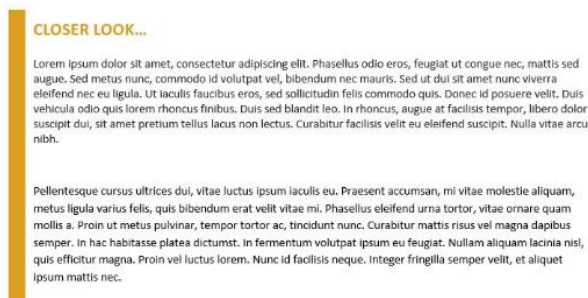 CLOSER LOOK...
Lorem ipsum dolor sit amet, consectetur adipiscing elit. Phasellus odio eros, feugiat ut congue nec, mattis sed
augue. Sed metus nunc, commodo id volutpat vel, bibendum nec mauris. Sed ut dui sit amet nunc viverra
eleifend nec eu ligula. Ut iaculis faucibus eros, sed sollicitudin felis commodo quis. Donec id posuere velit. Duis
vehicula odio quis lorem rhoncus finibus. Duis sed blandit leo. In rhoncus, augue at facilisis tempor, libero dolor
suscipit dui, sit amet pretium tellus lacus non lectus. Curabitur facilisis velit eu eleifend suscipit. Nulla vitae arcu
nibh.
Pellentesque cursus ultrices dui, vitae luctus ipsum iaculis eu. Praesent accumsan, mi vitae molestie aliquam,
metus ligula varius felis, quis bibendum erat velit vitae mi. Phasellus eleifend urna tortor, vitae ornare quam
mollis a. Proin ut metus pulvinar, tempor tortor ac, tincidunt nunc. Curabitur mattis risus vel magna dapibus
semper. In hac habitasse platea dictumst. In fermentum volutpat ipsum eu feugiat. Nullam aliquam lacinia nisl,
quis efficitur magna. Proin vel luctus lorem. Nunc id facilisis neque. Integer fringilla semper velit, et aliquet
ipsum mattis nec.